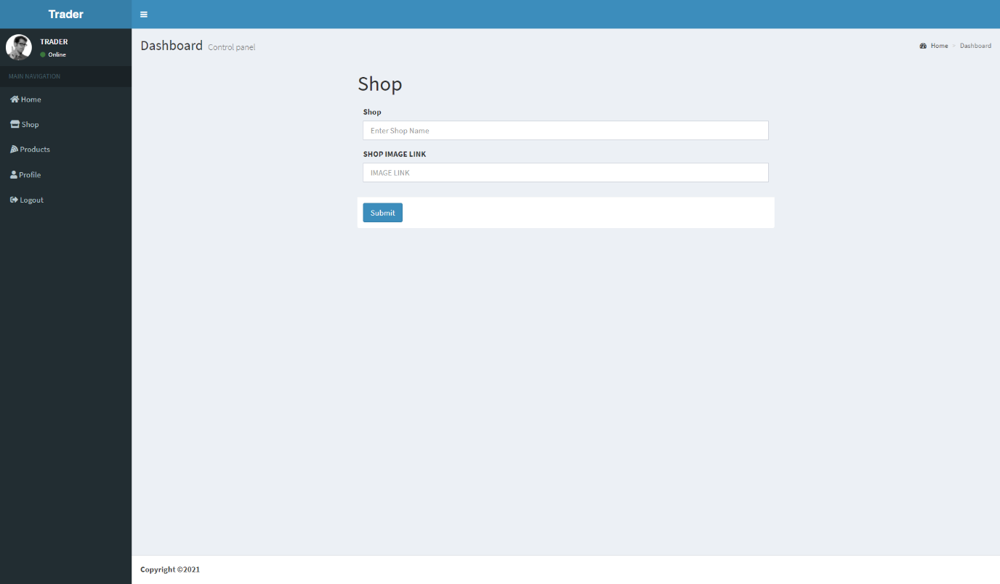 Trader
TRADER
Online
MAIN NAVIGATION
Home
Shop
Products
Profile
Logout
Dashboard Control panel
Home > Dashboard
Shop
Shop
Enter Shop Name
SHOP IMAGE LINK
IMAGE LINK
Submit
Copyright ©2021